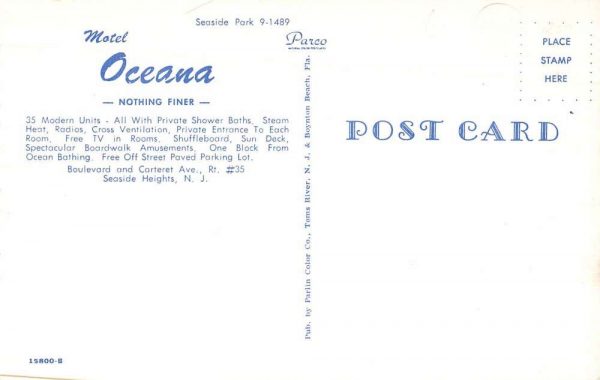 Seaside Park 9-1489
Motel
Oceana
— NOTHING FINER —
35 Modern Units - All With Private Shower Baths, Steam
Heat, Radios, Cross Ventilation, Private Entrance To Each
Room. Free TV in Rooms. Shuffleboard, Sun Deck,
Spectacular Boardwalk Amusements. One Block From
Ocean Bathing. Free Off Street Paved Parking Lot.
Boulevard and Carteret Ave., Rt. #35
Seaside Heights, N. J.
15800-B
Parco
Pub. by Parlin Color Co., Toms River, N. J. & Boynton Beach, Fla.
POST CARD
PLACE
STAMP
HERE